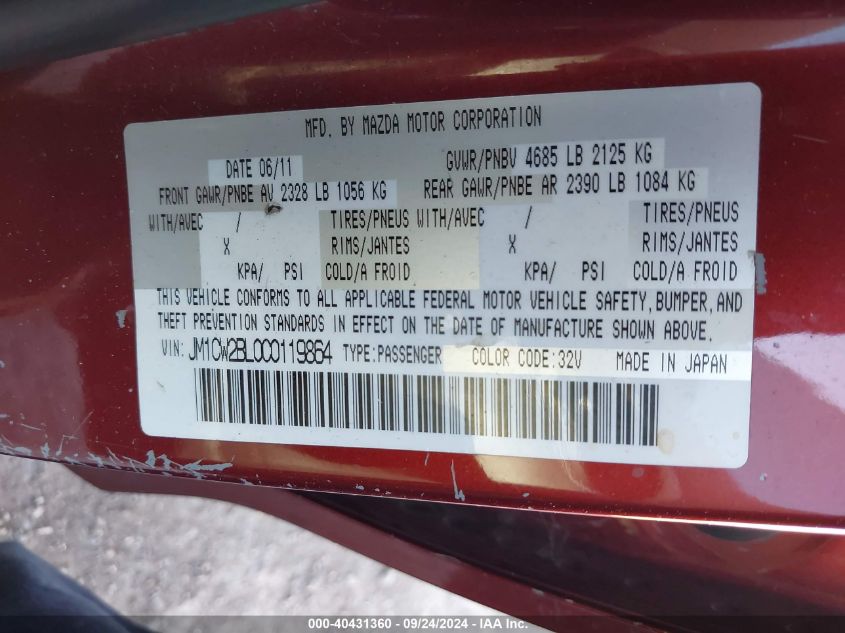 MFD. BY MAZDA MOTOR CORPORATION
DATE 06/11 GVWR/PNBV 4685 LB 2125 KG
FRONT GAWR/PNBE AV 2328 LB 1056 KG REAR GAWR/PNBE AR 2390 LB 1084 KG
WITH/AVEC / TIRES/PNEUS WITH/AVEC / TIRES/PNEUS
X RIMS/JANTES X RIMS/JANTES
KPA/ PSI COLD/A FROID KPA/ PSI COLD/A FROID
THIS VEHICLE CONFORMS TO ALL APPLICABLE FEDERAL MOTOR VEHICLE SAFETY, BUMPER, AND
THEFT PREVENTION STANDARDS IN EFFECT ON THE DATE OF MANUFACTURE SHOWN ABOVE.
VIN: JM1CW2BL0C0119864 TYPE:PASSENGER COLOR CODE:32V MADE IN JAPAN
000-40431360 - 09/24/2024 - IAA Inc.